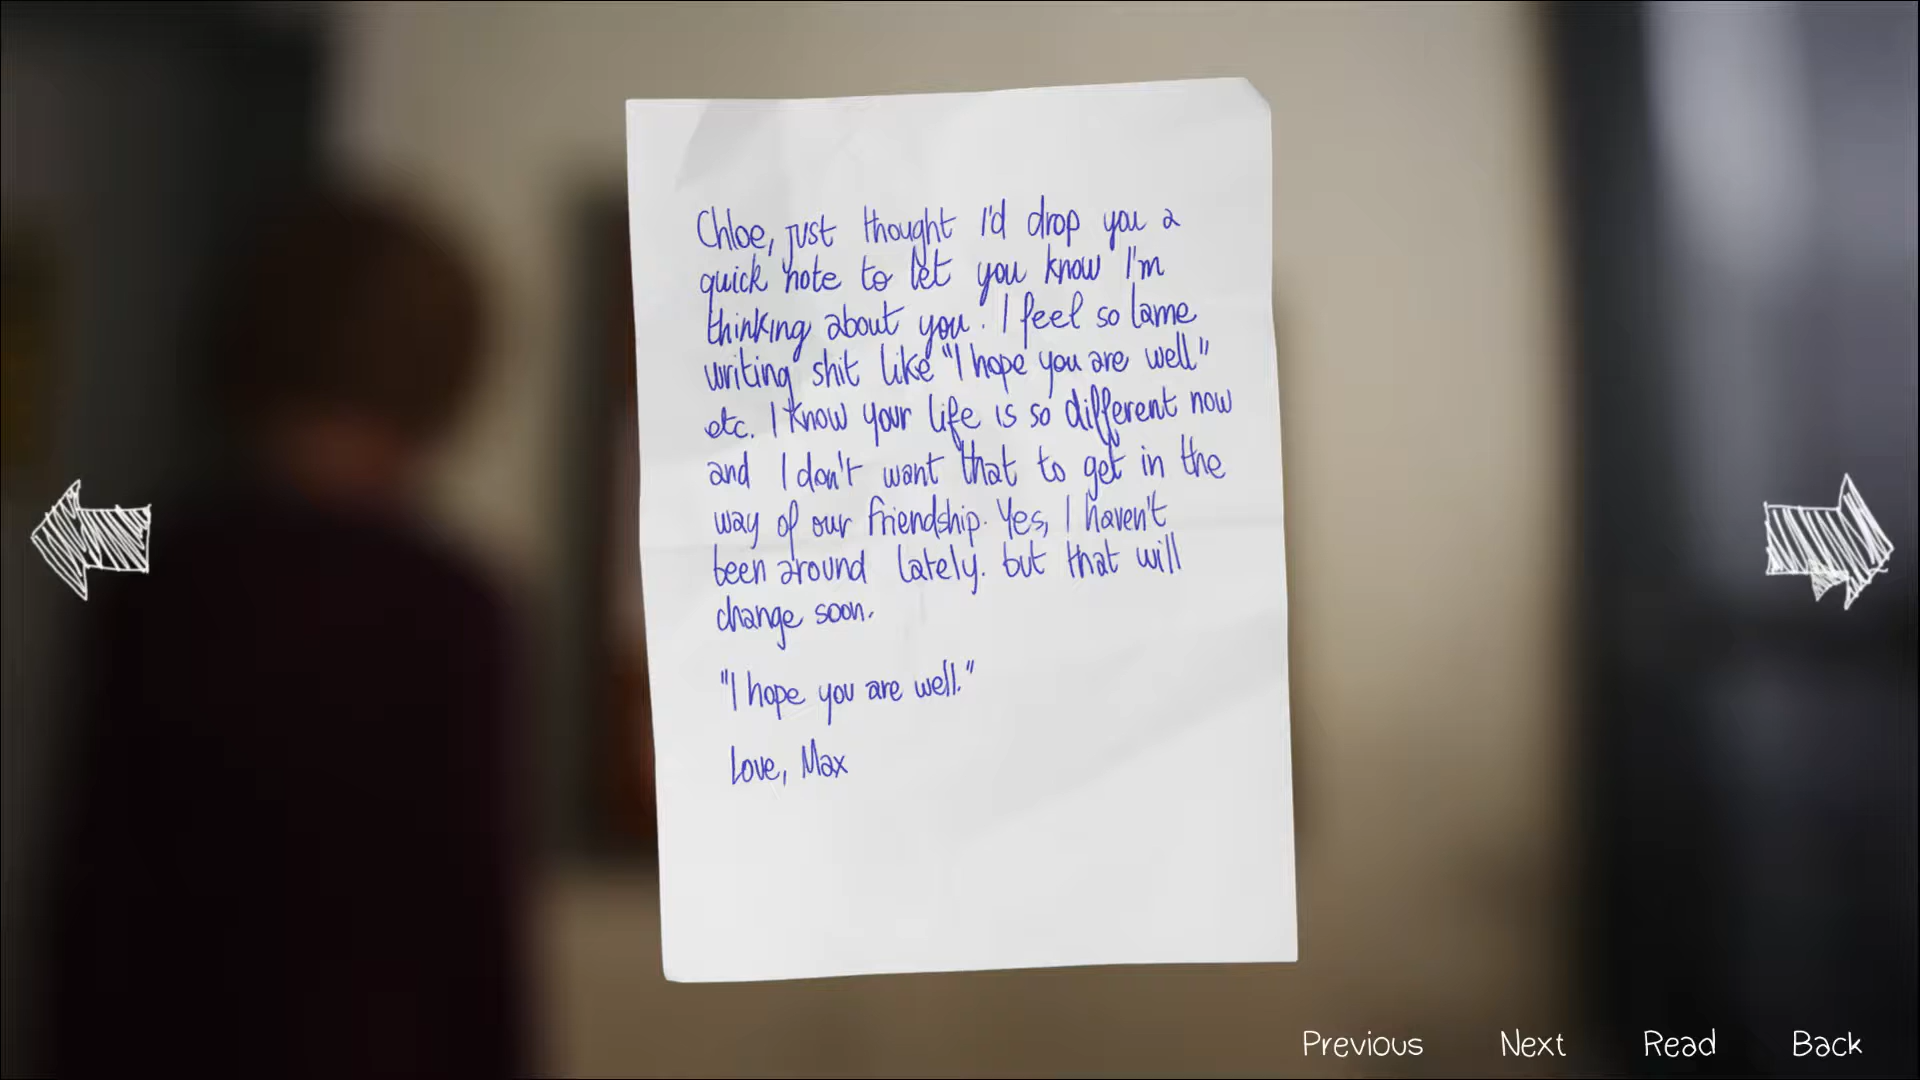 Chloe, just thought I'd drop you a
quick note to let you know I'm
thinking about you. I feel so lame
writing shit like "I hope you are well"
etc. I know your life is so different now
and I don't want that to get in the
way of our friendship. Yes, I haven't
been around lately. but that will
change soon.
"I hope you are well."
Love, Max
Previous Next Read Back